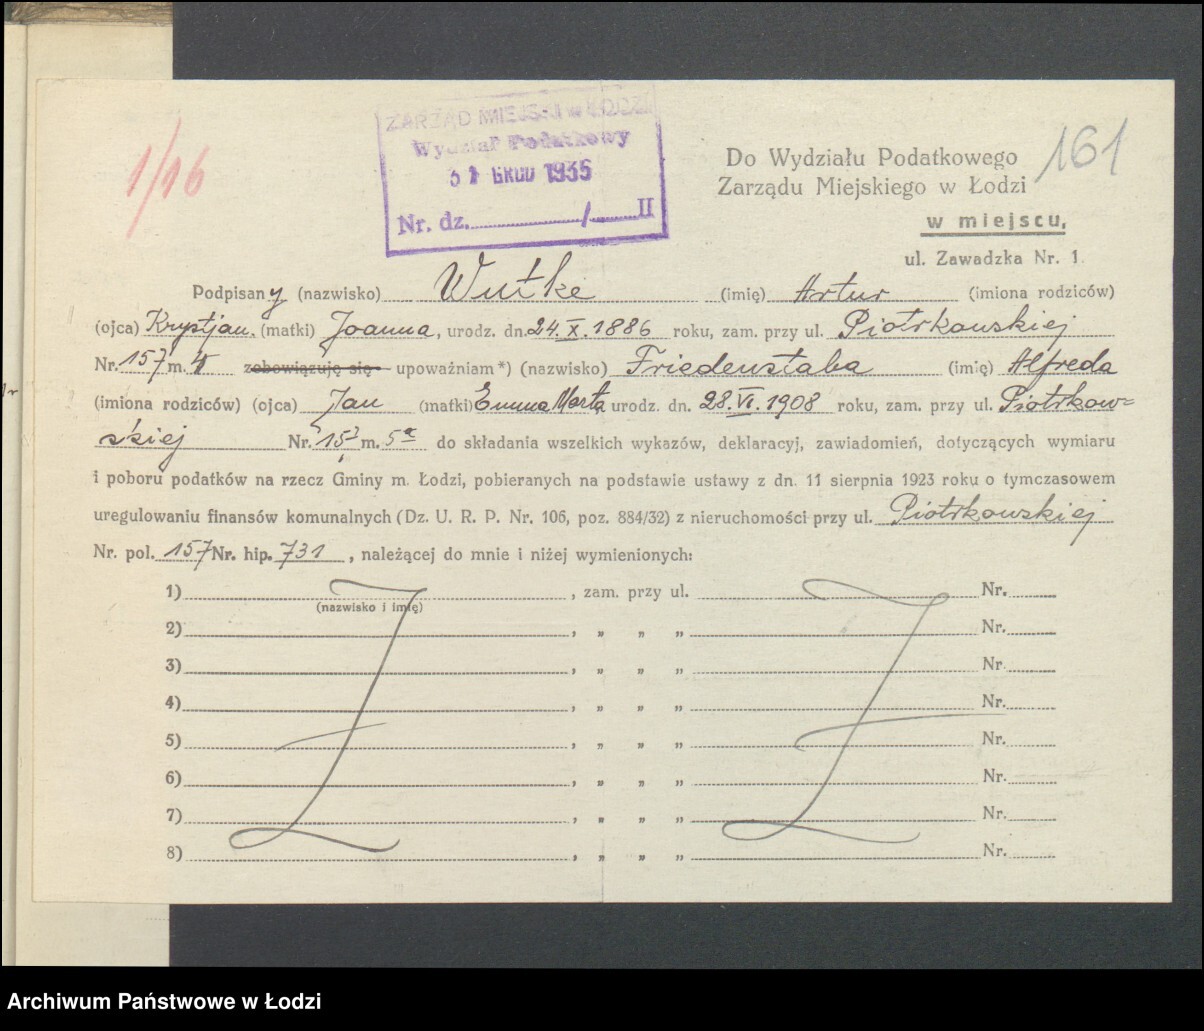 1/16
ZARZĄD MIEJSKI w ŁODZI
Wydział Podatkowy
31 GRUD 1935
Nr. dz. / II
161
Do Wydziału Podatkowego
Zarządu Miejskiego w Łodzi
w miejscu,
ul. Zawadzka Nr. 1
Podpisany (nazwisko) Wutke (imię) Artur (imiona rodziców)
(ojca) Krystjan. (matki) Joanna, urodz. dn. 24.X.1886 roku, zam. przy ul. Piotrkowskiej
Nr. 157 m. 4 zobowiązuję się upoważniam*) (nazwisko) Friedenstaba (imię) Alfreda
(imiona rodziców) (ojca) Jan (matki) Emma Marta urodz. dn. 28.VI.1908 roku, zam. przy ul. Piotrkow=
skiej Nr. 157 m. 5a do składania wszelkich wykazów, deklaracyj, zawiadomień, dotyczących wymiaru
i poboru podatków na rzecz Gminy m. Łodzi, pobieranych na podstawie ustawy z dn. 11 sierpnia 1923 roku o tymczasowem
uregulowaniu finansów komunalnych (Dz. U. R. P. Nr. 106, poz. 884/32) z nieruchomości przy ul. Piotrkowskiej
Nr. pol. 157 Nr. hip. 731, należącej do mnie i niżej wymienionych:
1) , zam. przy ul. Nr.
(nazwisko i imię)
2) , „ „ „ Nr.
3) , „ „ „ Nr.
4) , „ „ „ Nr.
5) , „ „ „ Nr.
6) , „ „ „ Nr.
7) , „ „ „ Nr.
8) , „ „ „ Nr.
Archiwum Państwowe w Łodzi